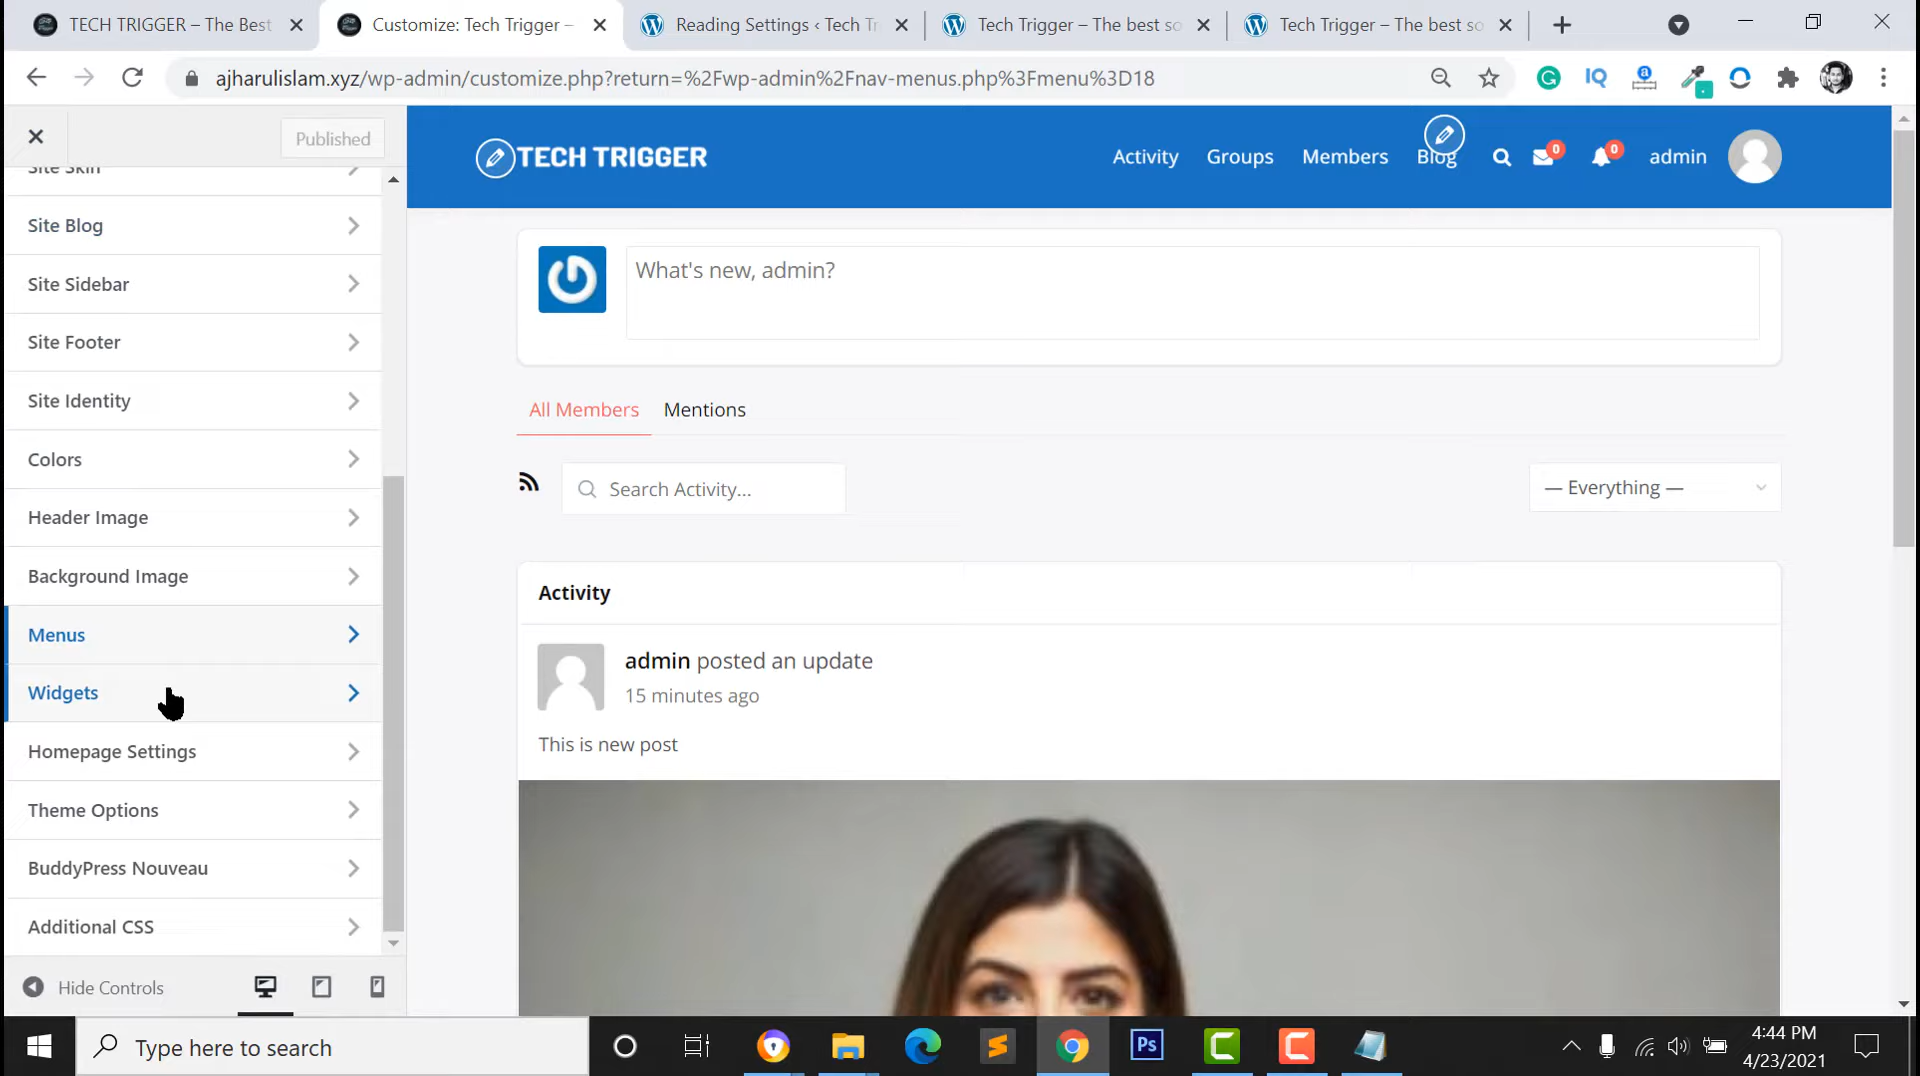 TECH TRIGGER – The Best
Customize: Tech Trigger –
Reading Settings ‹ Tech Tr
Tech Trigger – The best so
Tech Trigger – The best so
ajharulislam.xyz/wp-admin/customize.php?return=%2Fwp-admin%2Fnav-menus.php%3Fmenu%3D18
Published
Site Skin
Site Blog
Site Sidebar
Site Footer
Site Identity
Colors
Header Image
Background Image
Menus
Widgets
Homepage Settings
Theme Options
BuddyPress Nouveau
Additional CSS
Hide Controls
TECH TRIGGER
Activity
Groups
Members
Blog
0
0
admin
What's new, admin?
All Members
Mentions
Search Activity...
— Everything —
Activity
admin posted an update
15 minutes ago
This is new post
Type here to search
Ps
4:44 PM
4/23/2021